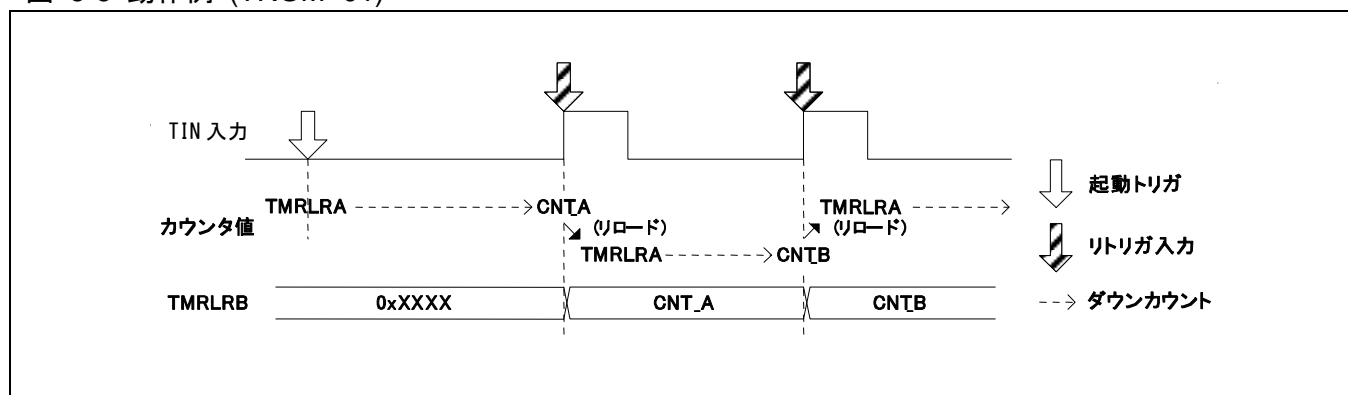 TIN 入力
起動トリガ
TMRLRA
CNT_A
TMRLRA
カウンタ値
(リロード)
(リロード)
リトリガ入力
TMRLRA
CNT_B
TMRLRB
0xXXXX
CNT_A
CNT_B
ダウンカウント